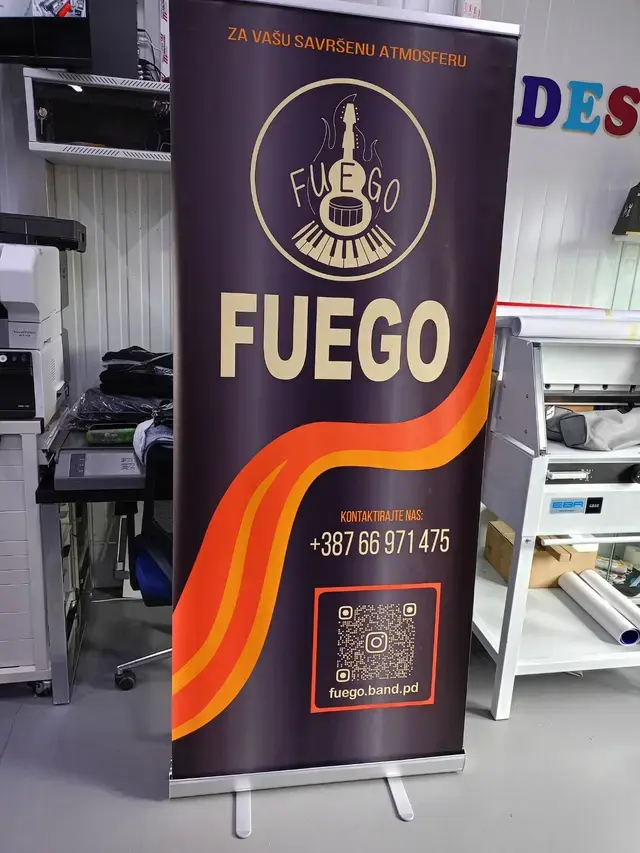 ZA VAŠU SAVRŠENU ATMOSFERU
FUEGO
FUEGO
KONTAKTIRAJTE NAS:
+387 66 971 475
fuego.band.pd
DES
EBA